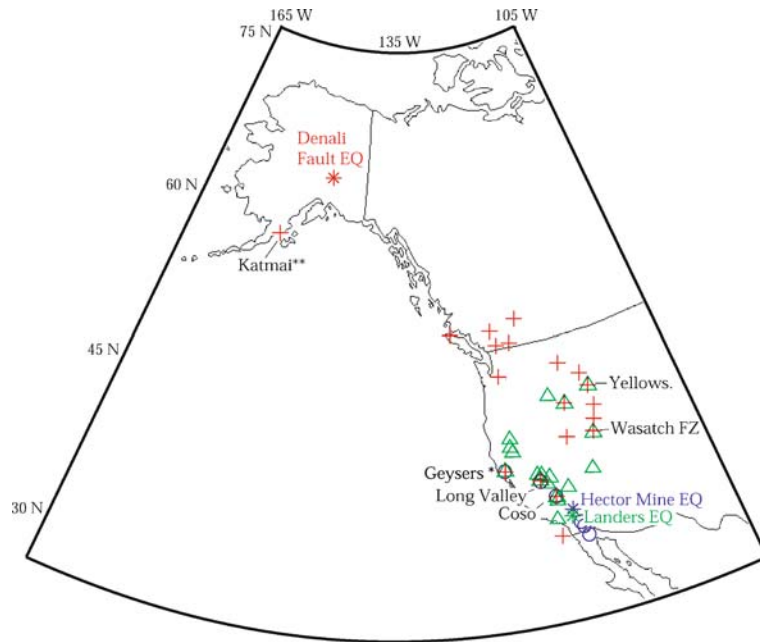 165 W
105 W
75 N
135 W
Denali
Fault EQ
60 N
Katmai**
45 N
Yellows.
Wasatch FZ
Geysers *
Long Valley
Hector Mine EQ
Coso
Landers EQ
30 N